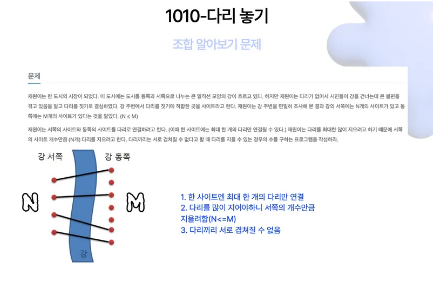 1010-다리 놓기
조합 알아보기 문제
문제
재원이는 한 도시의 시장이 되었다. 이 도시에는 도시를 동쪽과 서쪽으로 나누는 큰 일직선 모양의 강이 흐르고 있다. 하지만 재원이는 다리가 없어서 시민들이 강을 건너는데 큰 불편을
겪고 있음을 알고 다리를 짓기로 결심하였다. 강 주변에서 다리를 짓기에 적합한 곳을 사이트라고 한다. 재원이는 강 주변을 면밀히 조사해 본 결과 강의 서쪽에는 N개의 사이트가 있고 동
쪽에는 M개의 사이트가 있다는 것을 알았다. (N ≤ M)
재원이는 서쪽의 사이트와 동쪽의 사이트를 다리로 연결하려고 한다. (이때 한 사이트에는 최대 한 개의 다리만 연결될 수 있다.) 재원이는 다리를 최대한 많이 지으려고 하기 때문에 서쪽
의 사이트 개수만큼 (N개) 다리를 지으려고 한다. 다리끼리는 서로 겹쳐질 수 없다고 할 때 다리를 지을 수 있는 경우의 수를 구하는 프로그램을 작성하라.
강 서쪽 강 동쪽
N M
강
1. 한 사이트엔 최대 한 개의 다리만 연결
2. 다리를 많이 지어야하니 서쪽의 개수만큼
지을려함(N<=M)
3. 다리끼리 서로 겹쳐질 수 없음